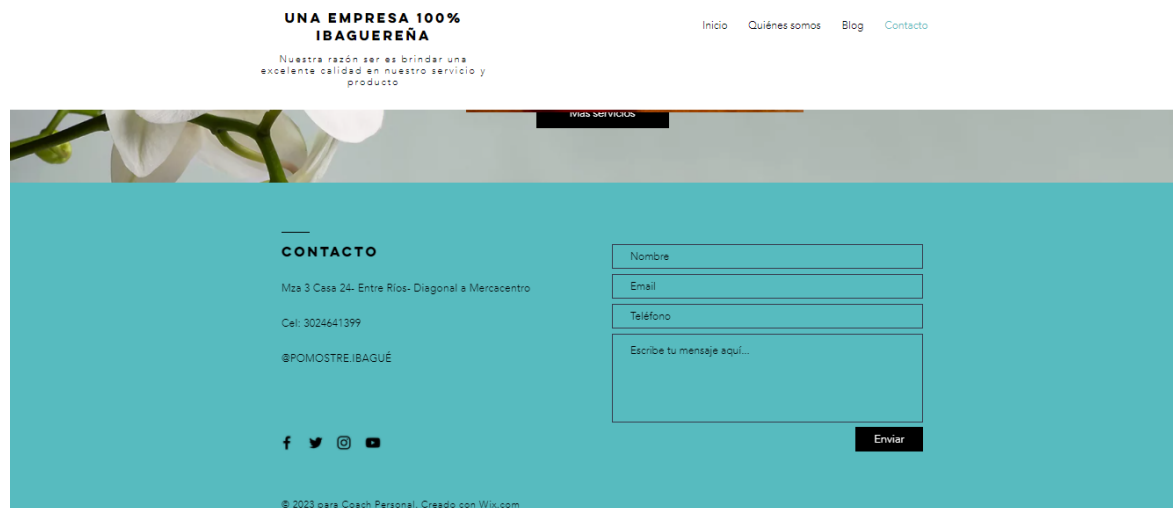 UNA EMPRESA 100%
IBAGUEREÑA
Nuestra razón ser es brindar una
excelente calidad en nuestro servicio y
producto
Inicio Quiénes somos Blog Contacto
Más servicios
CONTACTO
Mza 3 Casa 24- Entre Ríos- Diagonal a Mercacentro
Cel: 3024641399
@POMOSTRE.IBAGUÉ
Nombre
Email
Teléfono
Escribe tu mensaje aquí...
Enviar
© 2023 para Coach Personal. Creado con Wix.com